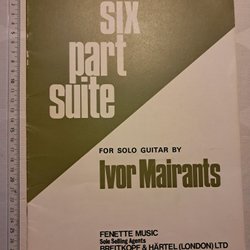 six
part
suite
FOR SOLO GUITAR BY
Ivor Mairants
FENETTE MUSIC
Sole Selling Agents
BREITKOPF & HÄRTEL (LONDON) LTD